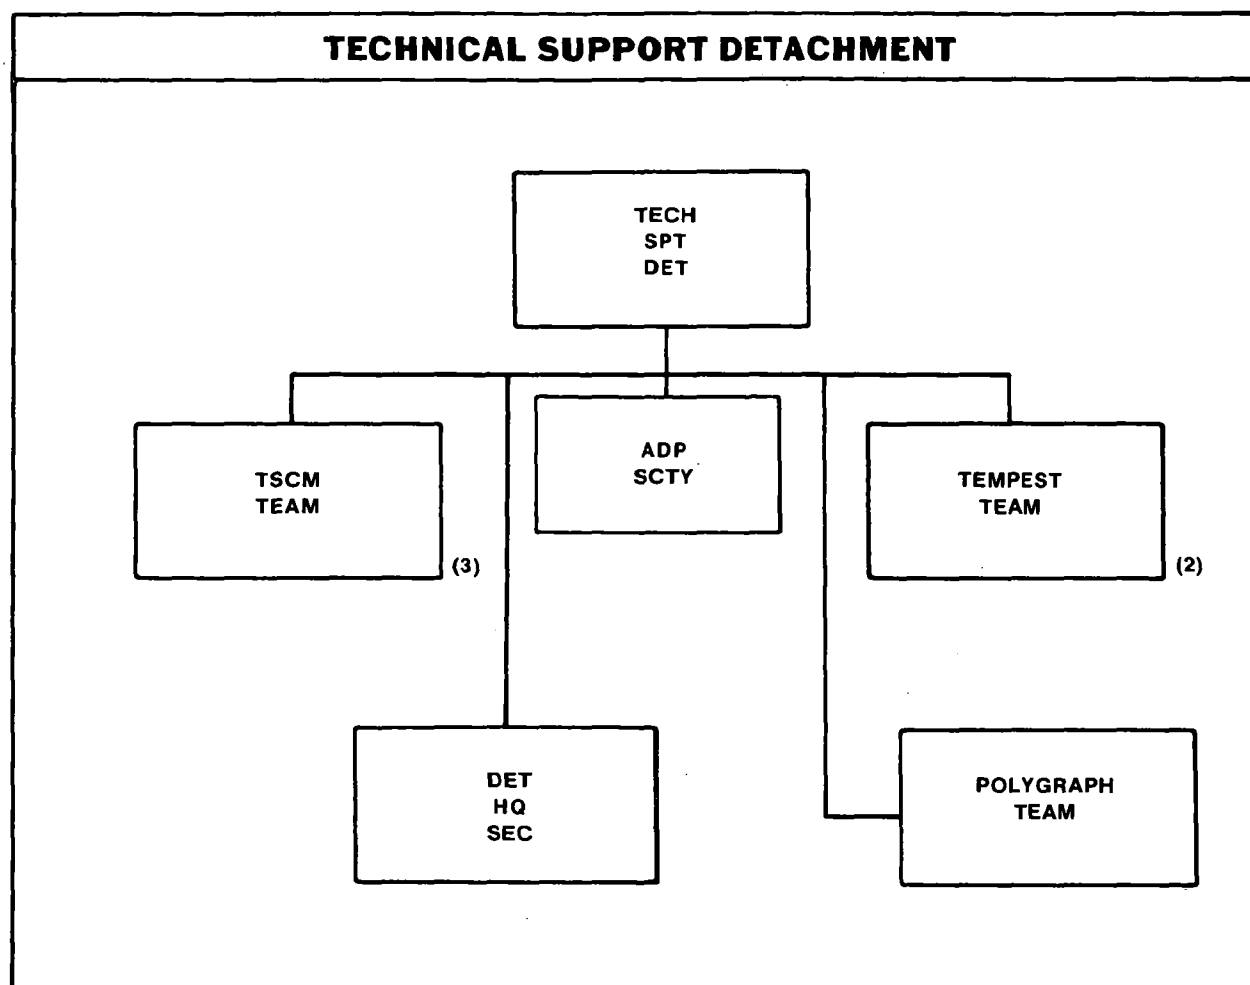 TECHNICAL SUPPORT DETACHMENT
TECH
SPT
DET
TSCM
TEAM
(3)
ADP
SCTY
TEMPEST
TEAM
(2)
DET
HQ
SEC
POLYGRAPH
TEAM